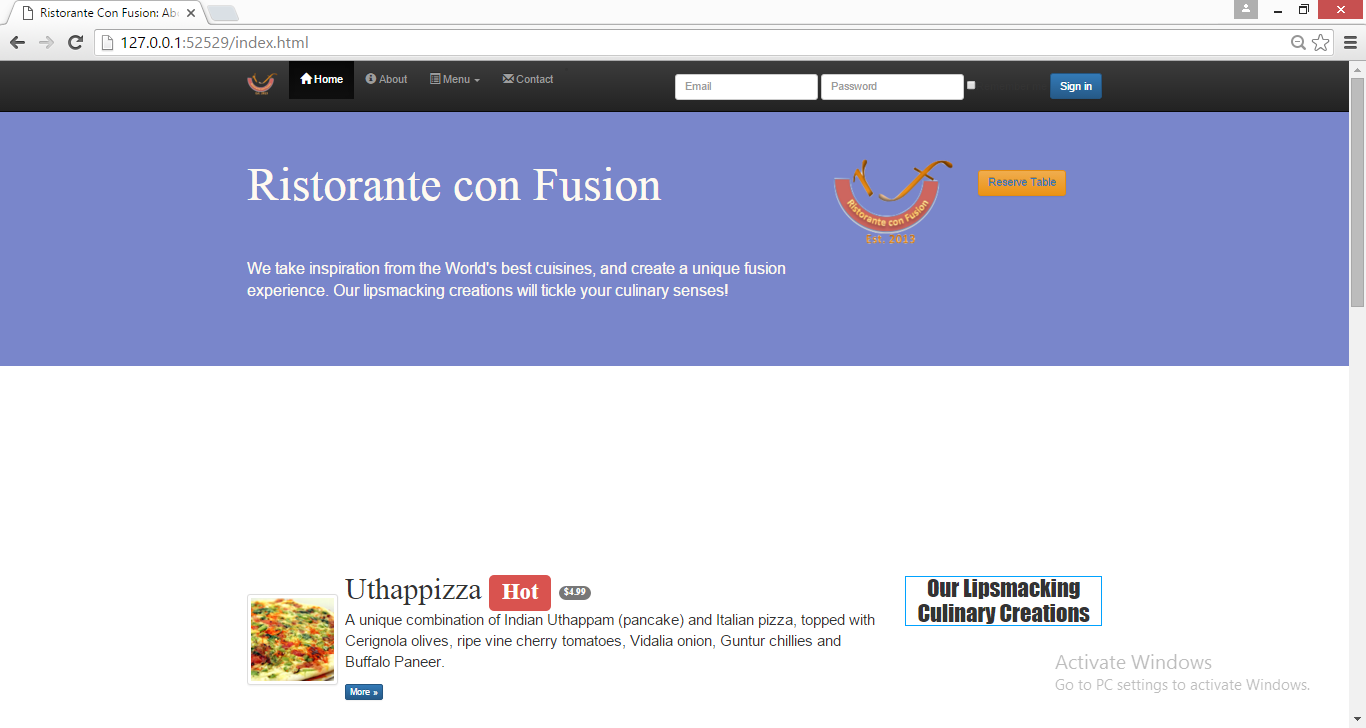 Ristorante Con Fusion: Ab
127.0.0.1:52529/index.html
Home About Menu Contact
Email Password Sign in
Ristorante con Fusion
Ristorante con Fusion
Est. 2013
Reserve Table
We take inspiration from the World's best cuisines, and create a unique fusion
experience. Our lipsmacking creations will tickle your culinary senses!
Uthappizza Hot $4.99
A unique combination of Indian Uthappam (pancake) and Italian pizza, topped with
Cerignola olives, ripe vine cherry tomatoes, Vidalia onion, Guntur chillies and
Buffalo Paneer.
More »
Our Lipsmacking
Culinary Creations
Activate Windows
Go to PC settings to activate Windows.